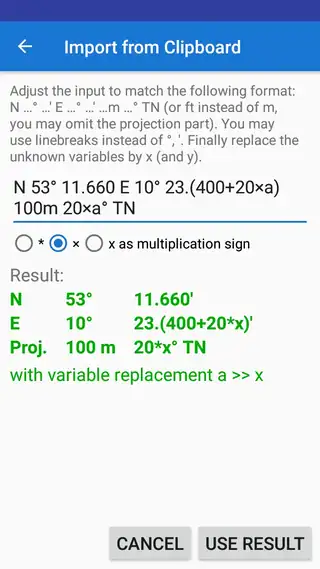 Import from Clipboard
Adjust the input to match the following format:
N ...° ...' E ...° ...' ...m ...° TN (or ft instead of m,
you may omit the projection part). You may
use linebreaks instead of °, '. Finally replace the
unknown variables by x (and y).
N 53° 11.660 E 10° 23.(400+20×a)
100m 20×a° TN
* × x as multiplication sign
Result:
N 53° 11.660'
E 10° 23.(400+20*x)'
Proj. 100 m 20*x° TN
with variable replacement a >> x
CANCEL USE RESULT